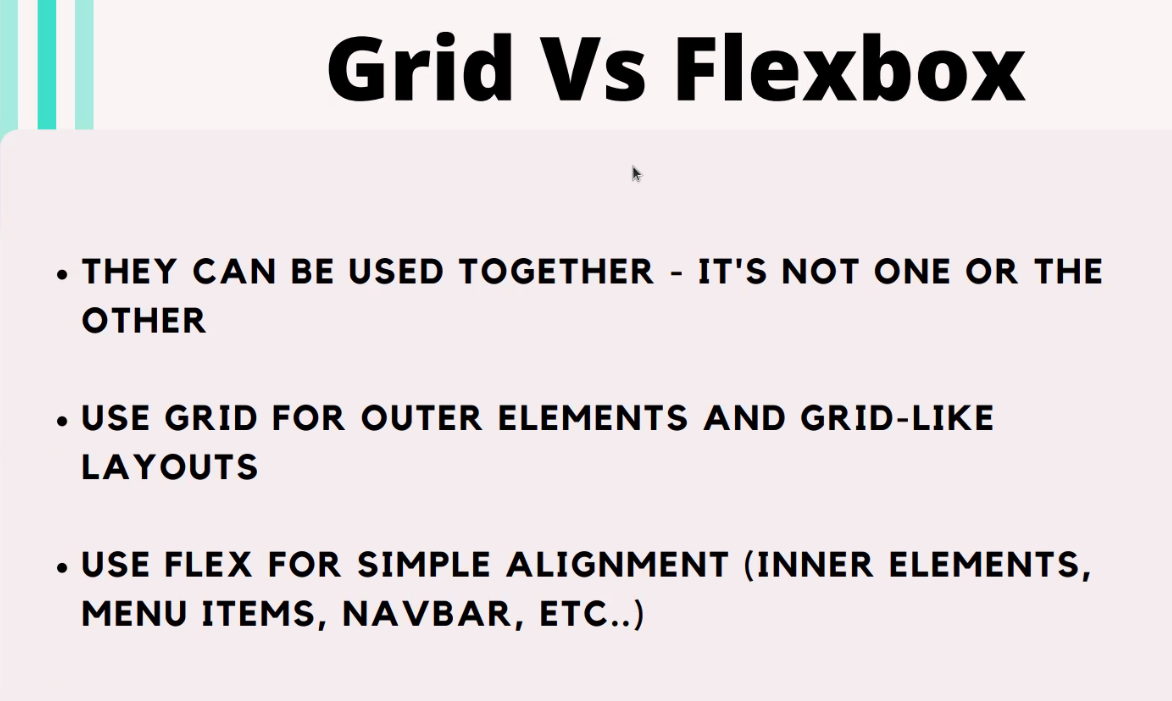 Grid Vs Flexbox
• THEY CAN BE USED TOGETHER - IT'S NOT ONE OR THE
OTHER
• USE GRID FOR OUTER ELEMENTS AND GRID-LIKE
LAYOUTS
• USE FLEX FOR SIMPLE ALIGNMENT (INNER ELEMENTS,
MENU ITEMS, NAVBAR, ETC..)